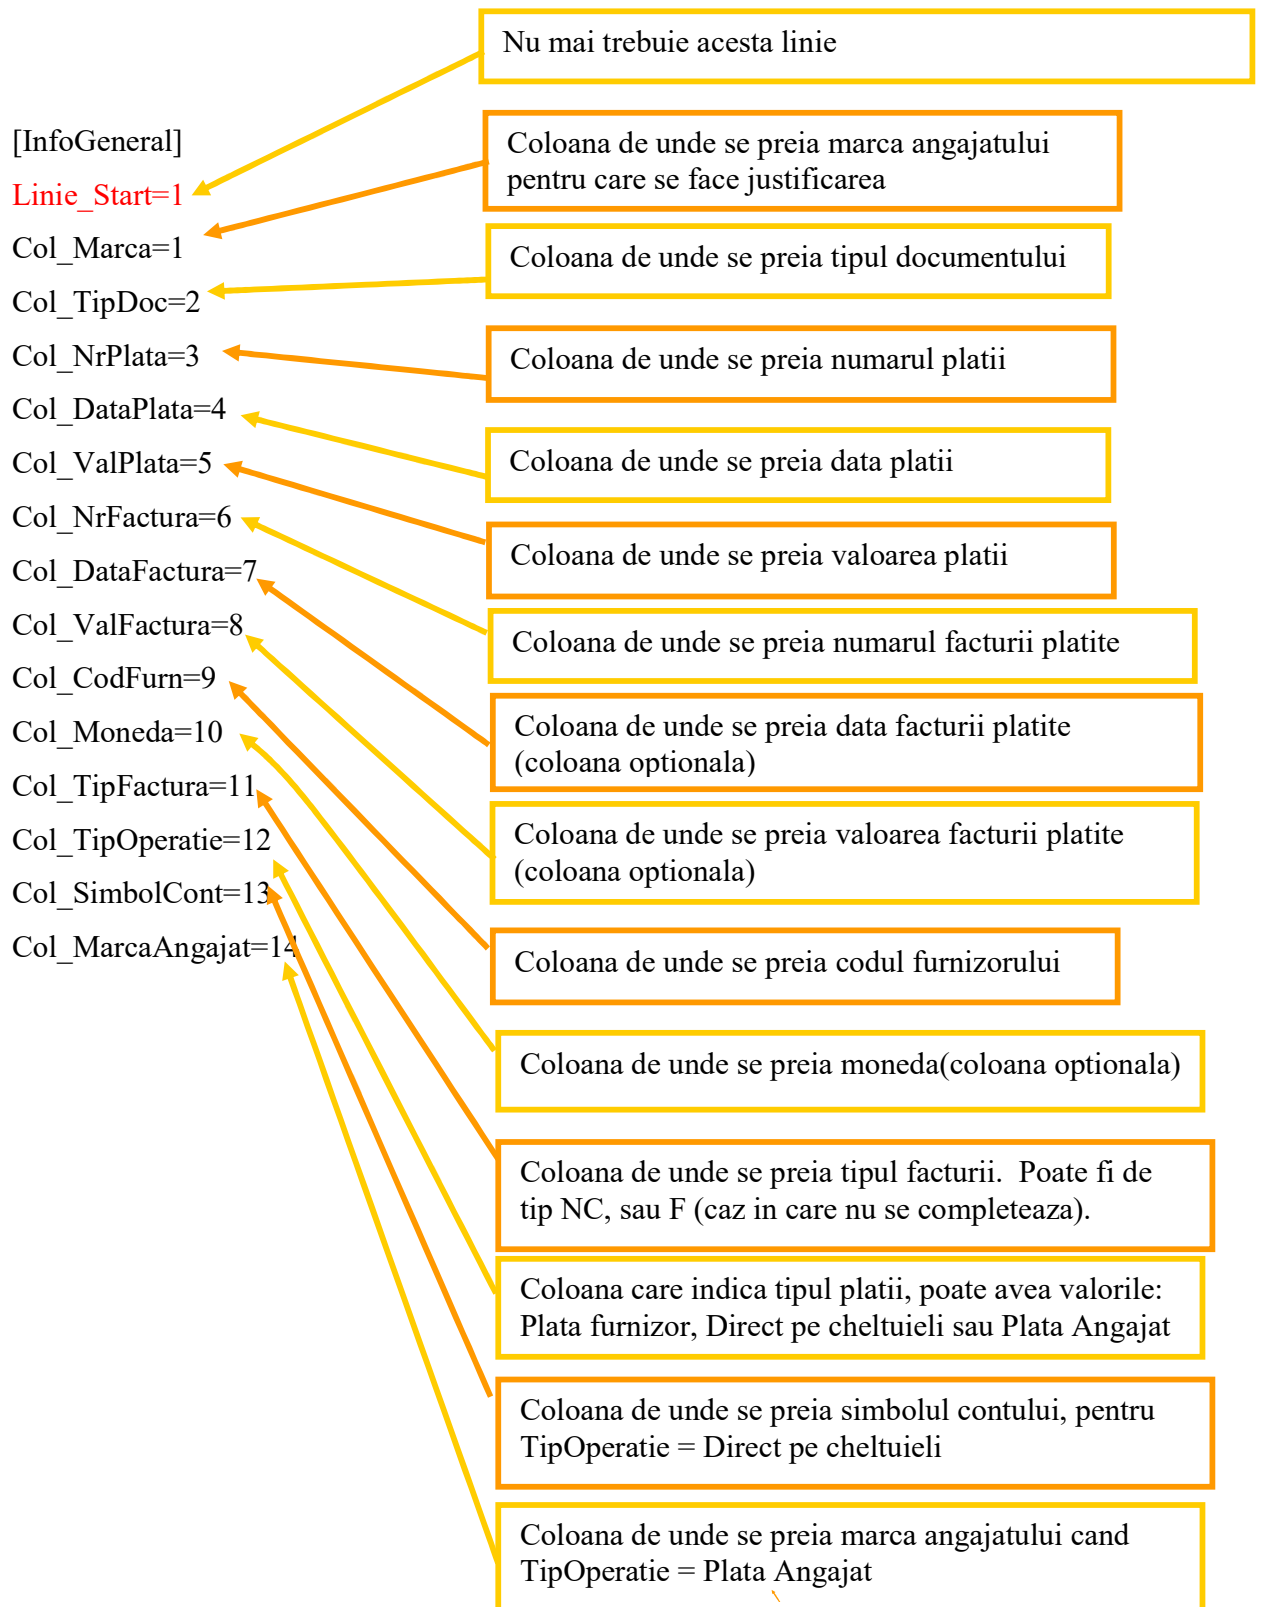 Nu mai trebuie acesta linie
[InfoGeneral]
Linie_Start=1
Col_Marca=1
Col_TipDoc=2
Col_NrPlata=3
Col_DataPlata=4
Col_ValPlata=5
Col_NrFactura=6
Col_DataFactura=7
Col_ValFactura=8
Col_CodFurn=9
Col_Moneda=10
Col_TipFactura=11
Col_TipOperatie=12
Col_SimbolCont=13
Col_MarcaAngajat=14
Coloana de unde se preia marca angajatului
pentru care se face justificarea
Coloana de unde se preia tipul documentului
Coloana de unde se preia numarul platii
Coloana de unde se preia data platii
Coloana de unde se preia valoarea platii
Coloana de unde se preia numarul facturii platite
Coloana de unde se preia data facturii platite
(coloana optionala)
Coloana de unde se preia valoarea facturii platite
(coloana optionala)
Coloana de unde se preia codul furnizorului
Coloana de unde se preia moneda(coloana optionala)
Coloana de unde se preia tipul facturii.  Poate fi de
tip NC, sau F (caz in care nu se completeaza).
Coloana care indica tipul platii, poate avea valorile:
Plata furnizor, Direct pe cheltuieli sau Plata Angajat
Coloana de unde se preia simbolul contului, pentru
TipOperatie = Direct pe cheltuieli
Coloana de unde se preia marca angajatului cand
TipOperatie = Plata Angajat